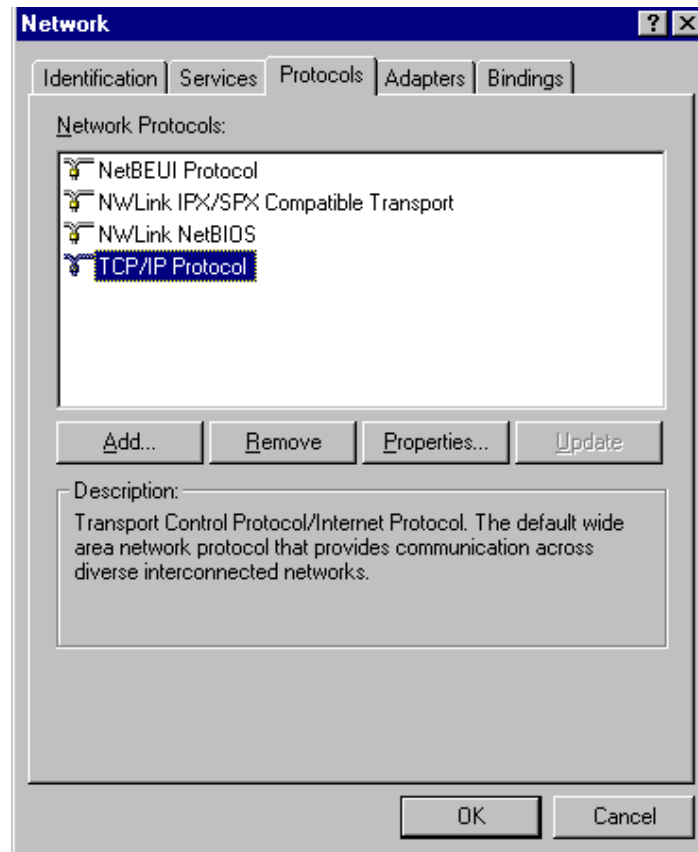 Network
Identification Services Protocols Adapters Bindings
Network Protocols:
NetBEUI Protocol
NWLink IPX/SPX Compatible Transport
NWLink NetBIOS
TCP/IP Protocol
Add... Remove Properties... Update
Description:
Transport Control Protocol/Internet Protocol. The default wide
area network protocol that provides communication across
diverse interconnected networks.
OK Cancel